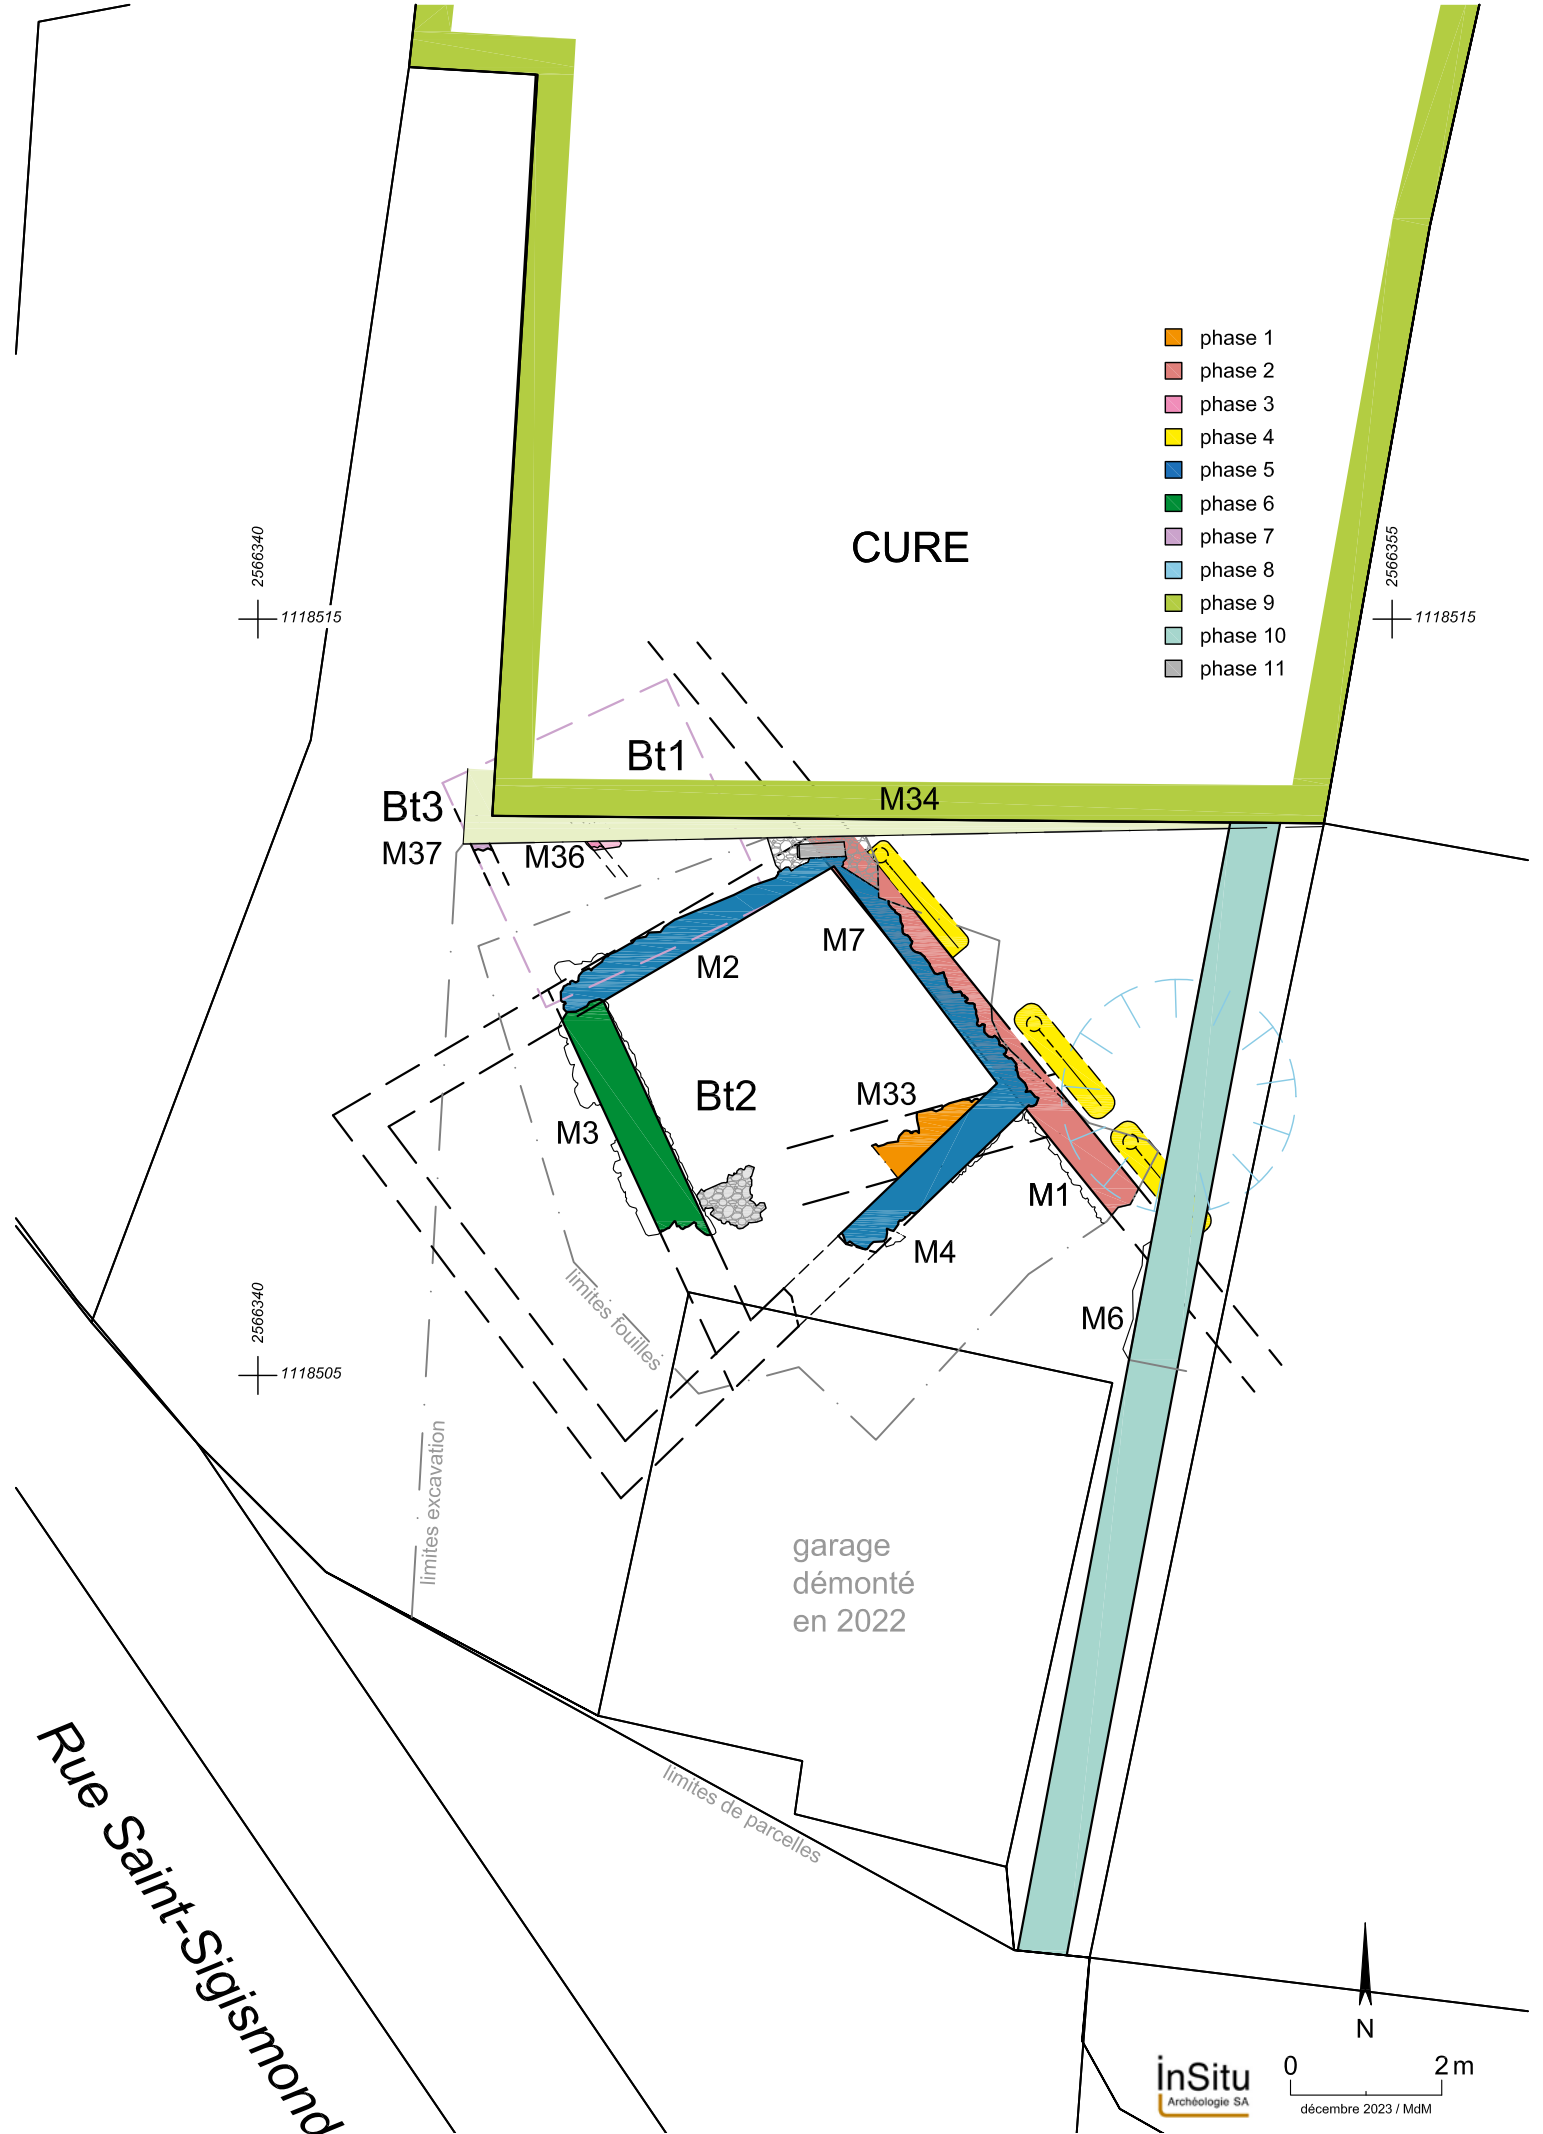 phase 1
phase 2
phase 3
phase 4
phase 5
phase 6
phase 7
phase 8
phase 9
phase 10
phase 11
CURE
2566340
1118515
2566355
1118515
Bt1
M34
Bt3
M37
M36
M7
M2
Bt2
M33
M3
M1
M4
M6
limites fouilles
2566340
1118505
limites excavation
garage
démonté
en 2022
limites de parcelles
Rue Saint-Sigismond
N
inSitu
Archéologie SA
0 2 m
décembre 2023 / MdM